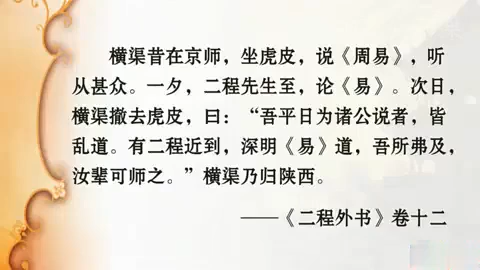 横渠昔在京师，坐虎皮，说《周易》，听
从甚众。一夕，二程先生至，论《易》。次日，
横渠撤去虎皮，曰：“吾平日为诸公说者，皆
乱道。有二程近到，深明《易》道，吾所弗及，
汝辈可师之。”横渠乃归陕西。
——《二程外书》卷十二